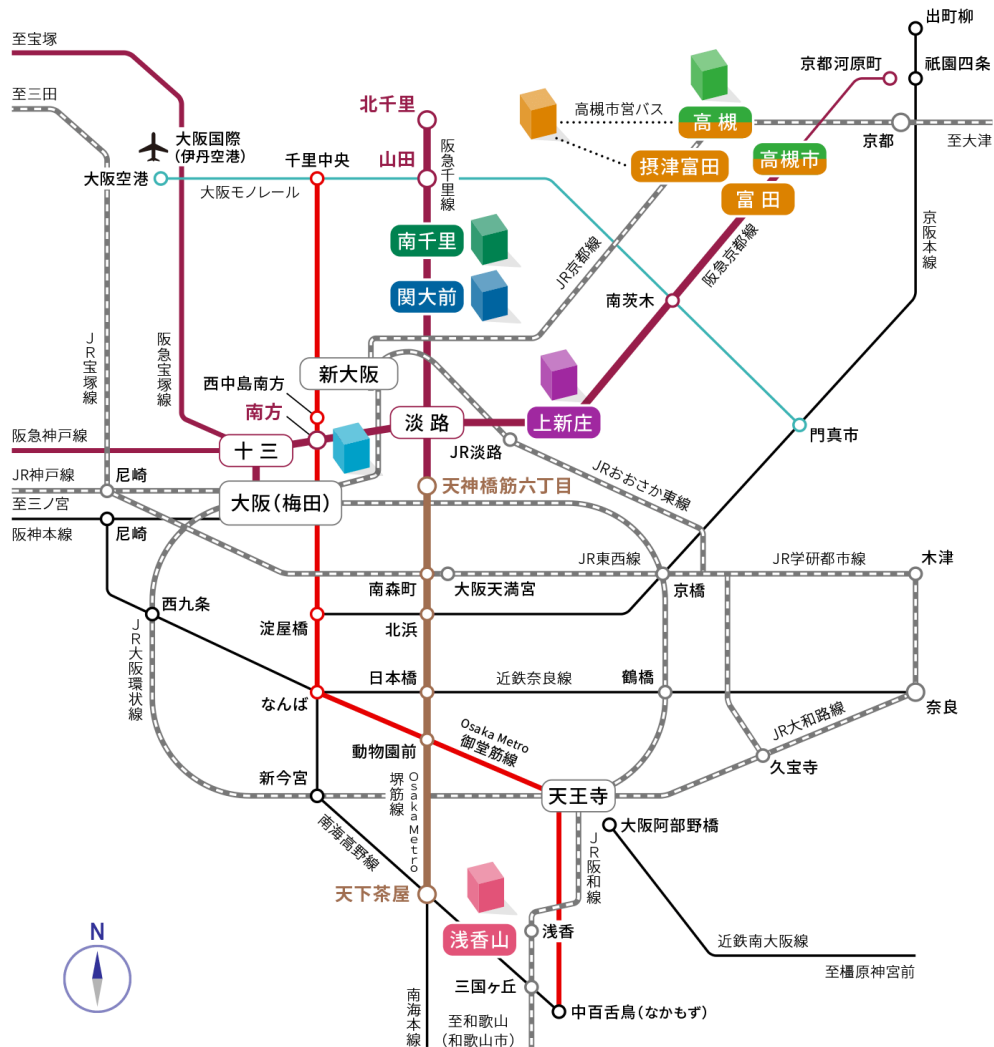 出町柳
至宝塚
京都河原町
祇園四条
至三田
北千里
高槻市営バス
高槻
京都
至大津
大阪国際
（伊丹空港）
千里中央
山田
阪急千里線
摂津富田
高槻市
大阪空港
大阪モノレール
富田
南千里
JR京都線
阪急京都線
京阪本線
関大前
南茨木
JR宝塚線
阪急宝塚線
新大阪
西中島南方
南方
上新庄
淡路
阪急神戸線
十三
JR淡路
門真市
JR神戸線
尼崎
JRおおさか東線
至三ノ宮
大阪（梅田）
天神橋筋六丁目
阪神本線
尼崎
JR東西線
JR学研都市線
木津
南森町
大阪天満宮
京橋
西九条
淀屋橋
北浜
JR大阪環状線
日本橋
近鉄奈良線
鶴橋
なんば
奈良
JR大和路線
Osaka Metro
御堂筋線
動物園前
久宝寺
新今宮
堺筋線
Osaka Metro
天王寺
南海高野線
大阪阿部野橋
JR阪和線
天下茶屋
浅香山
浅香
近鉄南大阪線
N
至橿原神宮前
三国ヶ丘
南海本線
至和歌山
（和歌山市）
中百舌鳥（なかもず）